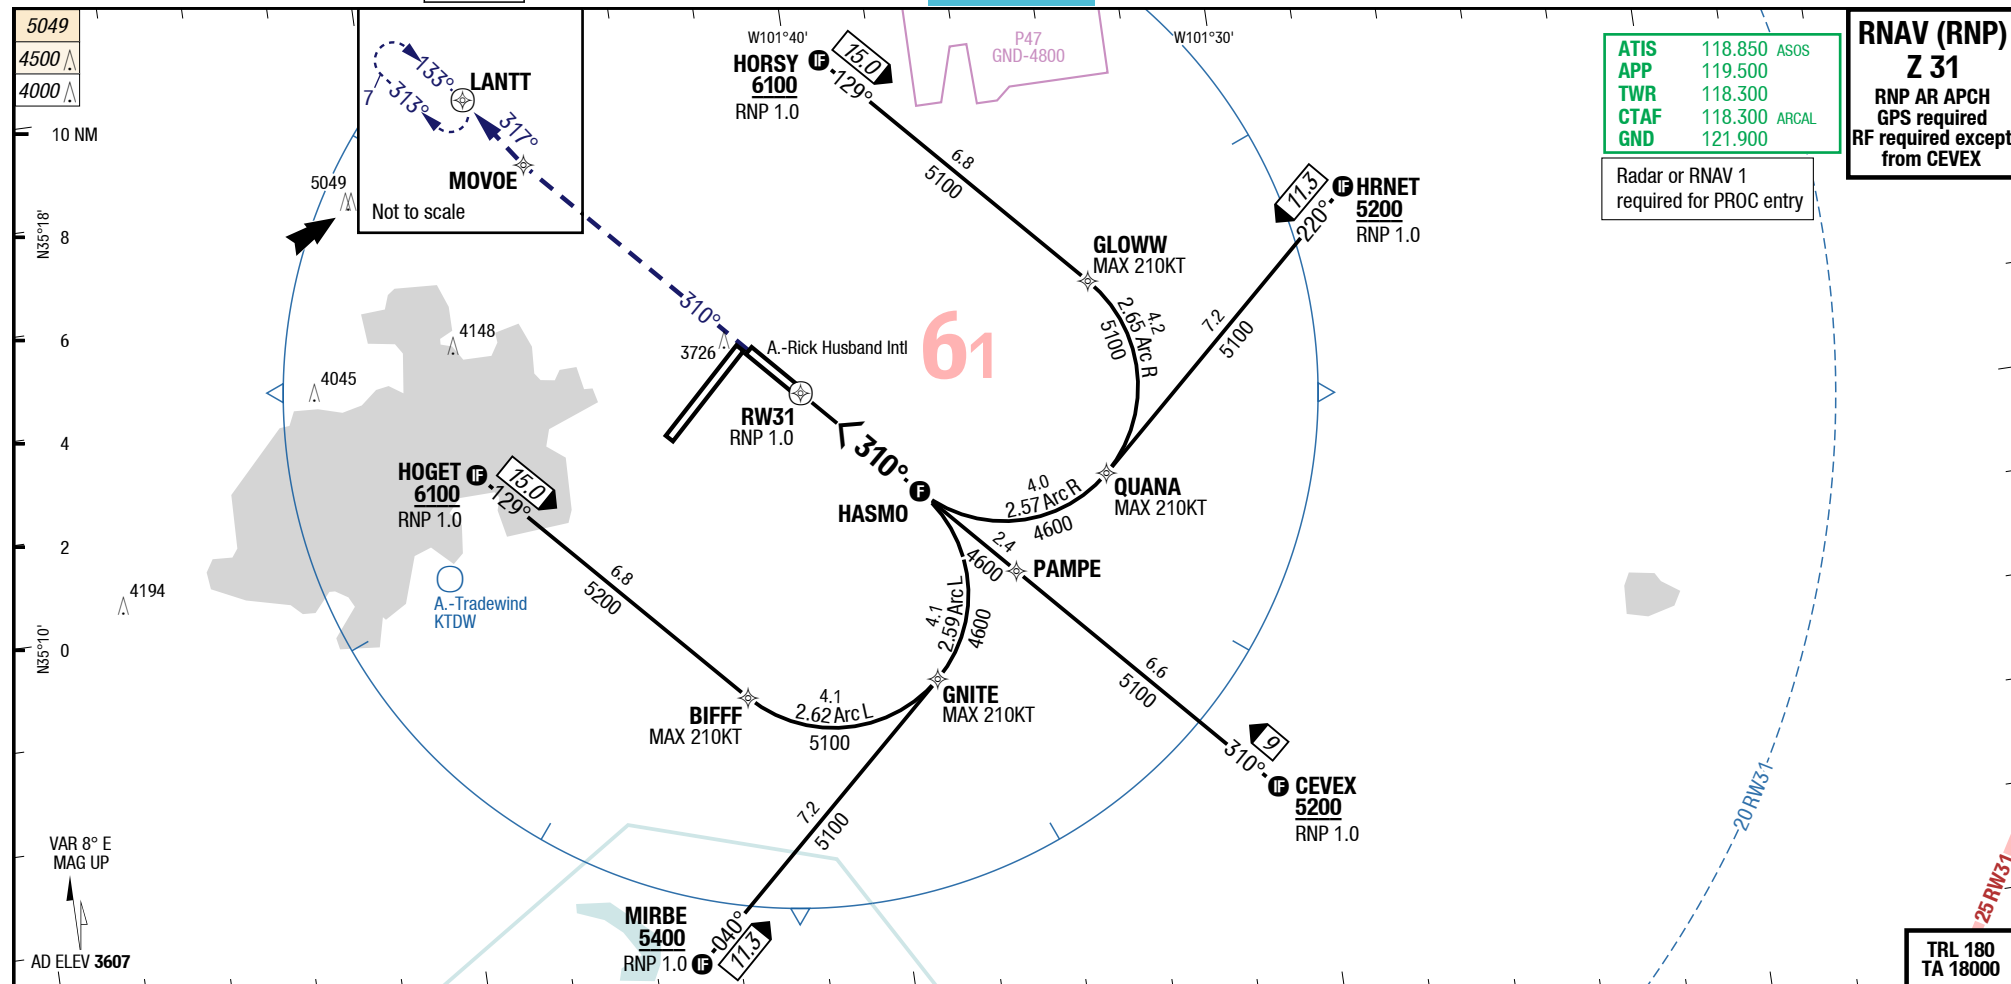 5049
4500
4000
10 NM
8
6
4
2
0
N35°18'
N35°10'
133°
313°
7
LANTT
317°
MOVOE
Not to scale
5049
W101°40'
W101°30'
HORSY
6100
RNP 1.0
15.0
129°
6.8
5100
P47
GND-4800
ATIS 118.850 ASOS
APP 119.500
TWR 118.300
CTAF 118.300 ARCAL
GND 121.900
RNAV (RNP)
Z 31
RNP AR APCH
GPS required
RF required except
from CEVEX
Radar or RNAV 1
required for PROC entry
11.3
220°
HRNET
5200
RNP 1.0
7.2
5100
GLOWW
MAX 210KT
4.2
2.65 Arc R
5100
310°
4148
3726
4045
4194
A.-Rick Husband Intl
61
RW31
RNP 1.0
310°
HASMO
4.0
2.57 Arc R
4600
QUANA
MAX 210KT
2.4
4600
PAMPE
HOGET
6100
RNP 1.0
15.0
129°
6.8
5200
A.-Tradewind
KTDW
4.1
2.59 Arc L
4600
GNITE
MAX 210KT
BIFFF
MAX 210KT
4.1
2.62 Arc L
5100
6.6
5100
9
310°
CEVEX
5200
RNP 1.0
7.2
5100
MIRBE
5400
RNP 1.0
040°
11.3
IF
IF
IF
IF
IF
F
20 RW31
25 RW31
VAR 8° E
MAG UP
AD ELEV 3607
TRL 180
TA 18000